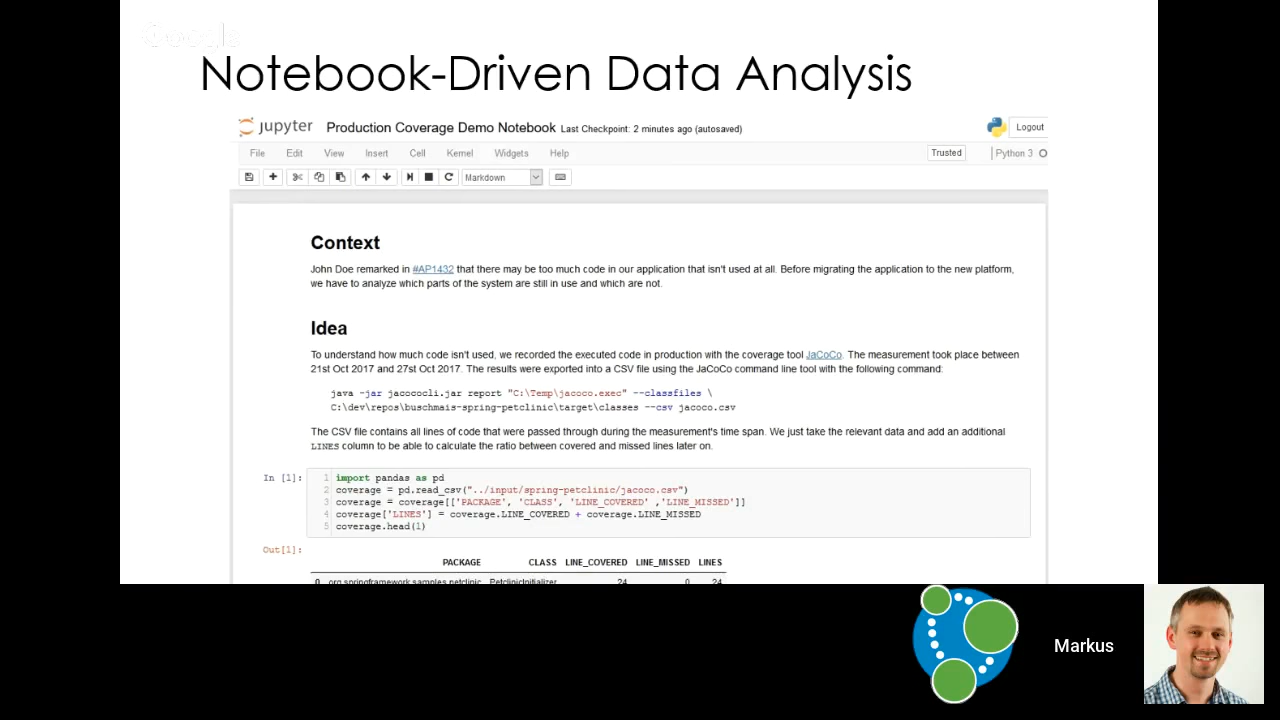 Google
Notebook-Driven Data Analysis
jupyter Production Coverage Demo Notebook Last Checkpoint: 2 minutes ago (autosaved) Logout
File Edit View Insert Cell Kernel Widgets Help Trusted Python 3
Markdown
Context
John Doe remarked in #AP1432 that there may be too much code in our application that isn't used at all. Before migrating the application to the new platform,
we have to analyze which parts of the system are still in use and which are not.
Idea
To understand how much code isn't used, we recorded the executed code in production with the coverage tool JaCoCo. The measurement took place between
21st Oct 2017 and 27st Oct 2017. The results were exported into a CSV file using the JaCoCo command line tool with the following command:
java -jar jacococli.jar report "C:\Temp\jacoco.exec" --classfiles \
C:\dev\repos\buschmais-spring-petclinic\target\classes --csv jacoco.csv
The CSV file contains all lines of code that were passed through during the measurement's time span. We just take the relevant data and add an additional
LINES column to be able to calculate the ratio between covered and missed lines later on.
In [1]: 1 import pandas as pd
2 coverage = pd.read_csv("../input/spring-petclinic/jacoco.csv")
3 coverage = coverage[['PACKAGE', 'CLASS', 'LINE_COVERED' ,'LINE_MISSED']]
4 coverage['LINES'] = coverage.LINE_COVERED + coverage.LINE_MISSED
5 coverage.head(1)
Out[1]:
PACKAGE CLASS LINE_COVERED LINE_MISSED LINES
0 org.springframework.samples.petclinic PetclinicInitializer 24 0 24
Markus